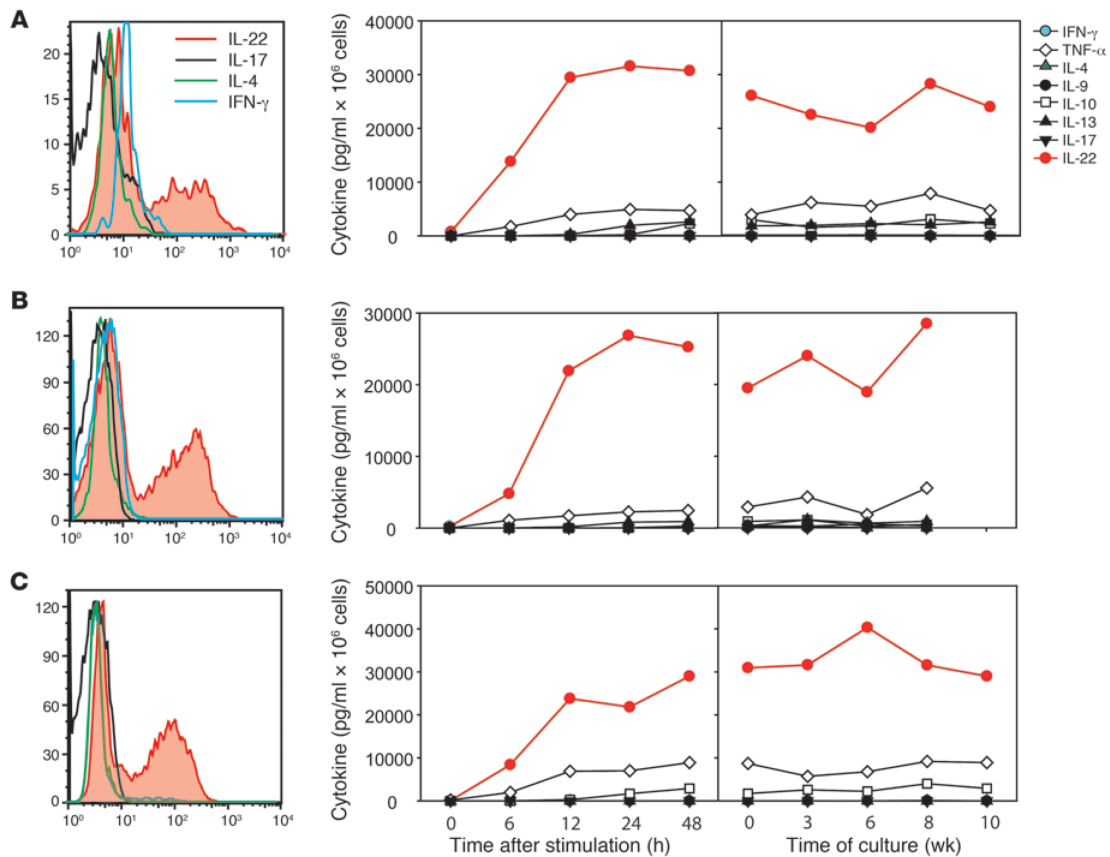 A
IL-22
IL-17
IL-4
IFN-γ
20
15
10
5
0
10⁰ 10¹ 10² 10³ 10⁴
Cytokine (pg/ml × 10⁶ cells)
40000
30000
20000
10000
0
IFN-γ
TNF-α
IL-4
IL-9
IL-10
IL-13
IL-17
IL-22
B
120
90
60
30
0
10⁰ 10¹ 10² 10³ 10⁴
Cytokine (pg/ml × 10⁶ cells)
30000
20000
10000
0
C
120
90
60
30
0
10⁰ 10¹ 10² 10³ 10⁴
Cytokine (pg/ml × 10⁶ cells)
50000
40000
30000
20000
10000
0
0 6 12 24 48
Time after stimulation (h)
0 3 6 8 10
Time of culture (wk)